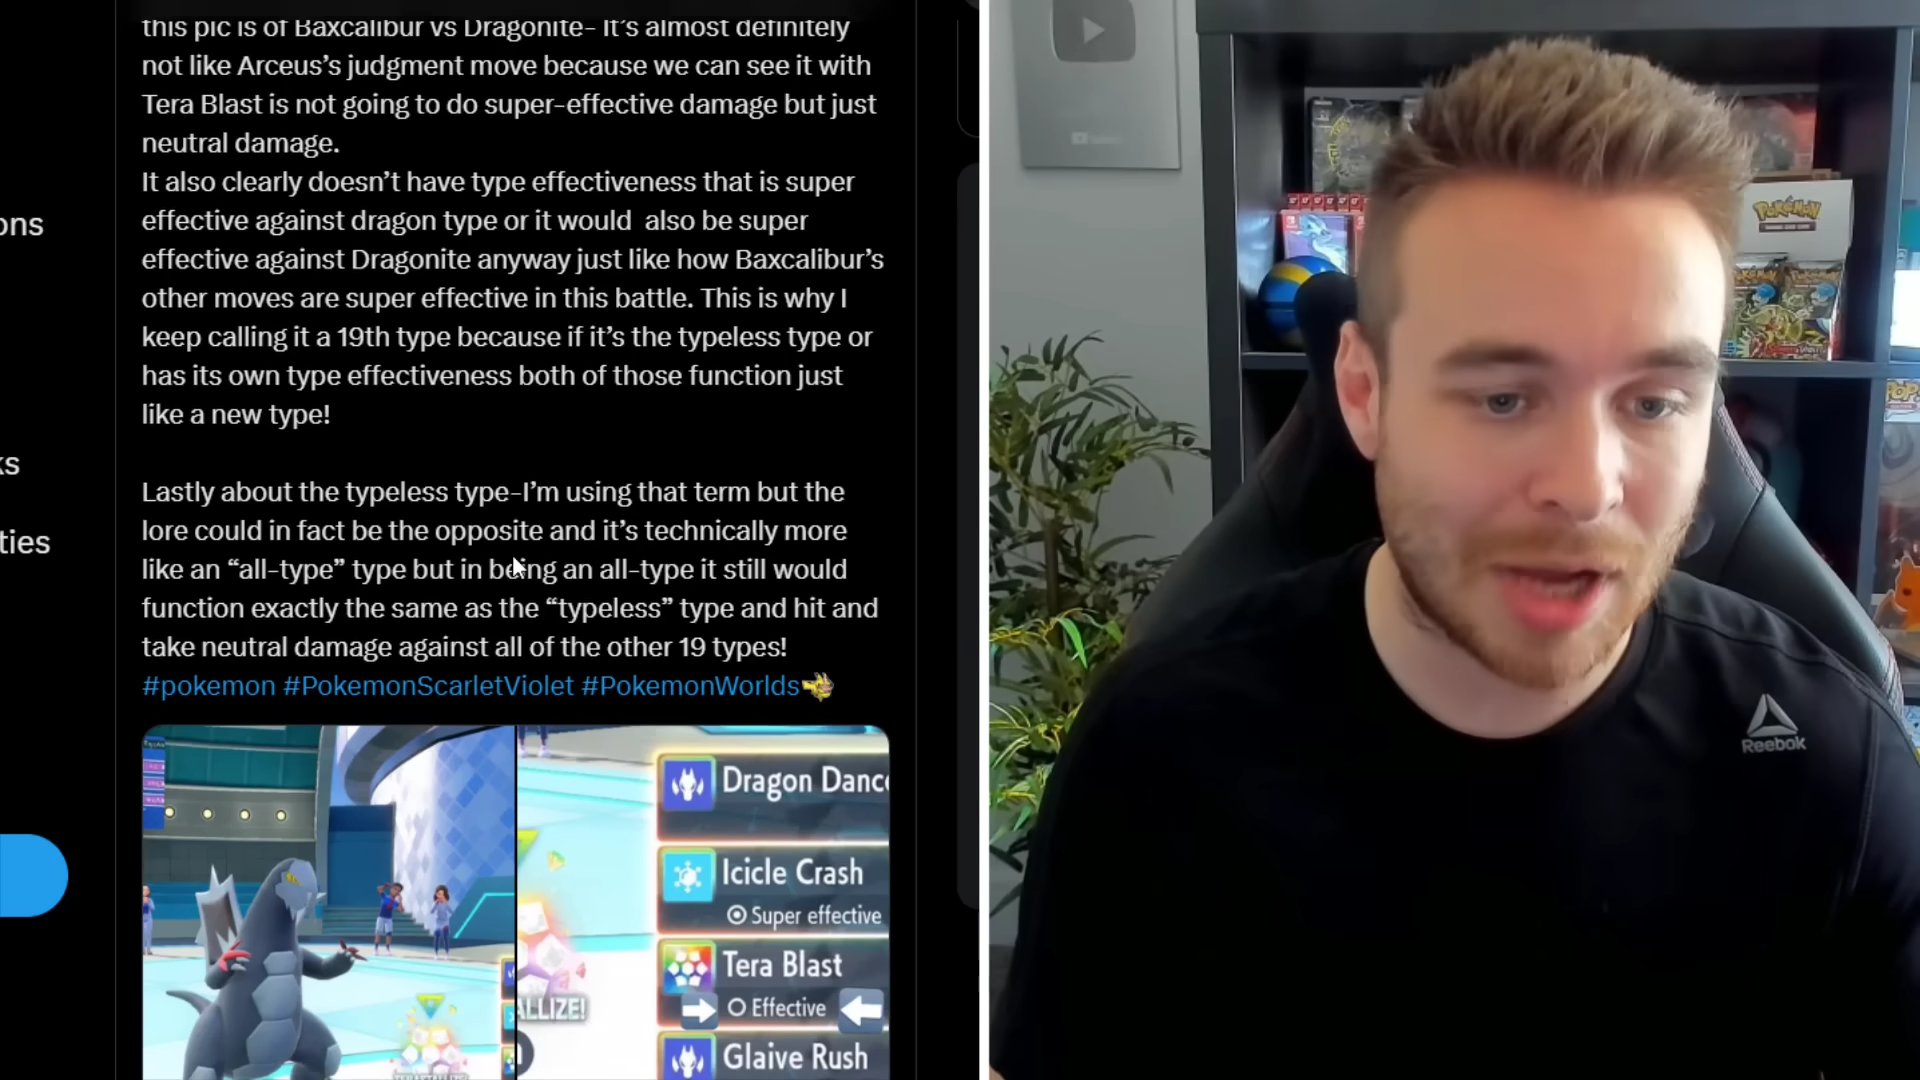 this pic is of Baxcalibur vs Dragonite- It's almost definitely
not like Arceus's judgment move because we can see it with
Tera Blast is not going to do super-effective damage but just
neutral damage.
It also clearly doesn't have type effectiveness that is super
effective against dragon type or it would also be super
effective against Dragonite anyway just like how Baxcalibur's
other moves are super effective in this battle. This is why I
keep calling it a 19th type because if it's the typeless type or
has its own type effectiveness both of those function just
like a new type!
Lastly about the typeless type-I'm using that term but the
lore could in fact be the opposite and it's technically more
like an “all-type” type but in being an all-type it still would
function exactly the same as the “typeless” type and hit and
take neutral damage against all of the other 19 types!
#pokemon #PokemonScarletViolet #PokemonWorlds
ons
ks
ties
Dragon Danc
Icicle Crash
Super effective
Tera Blast
Effective
Glaive Rush
ALLIZE!
POKéMON
Reebok
POP